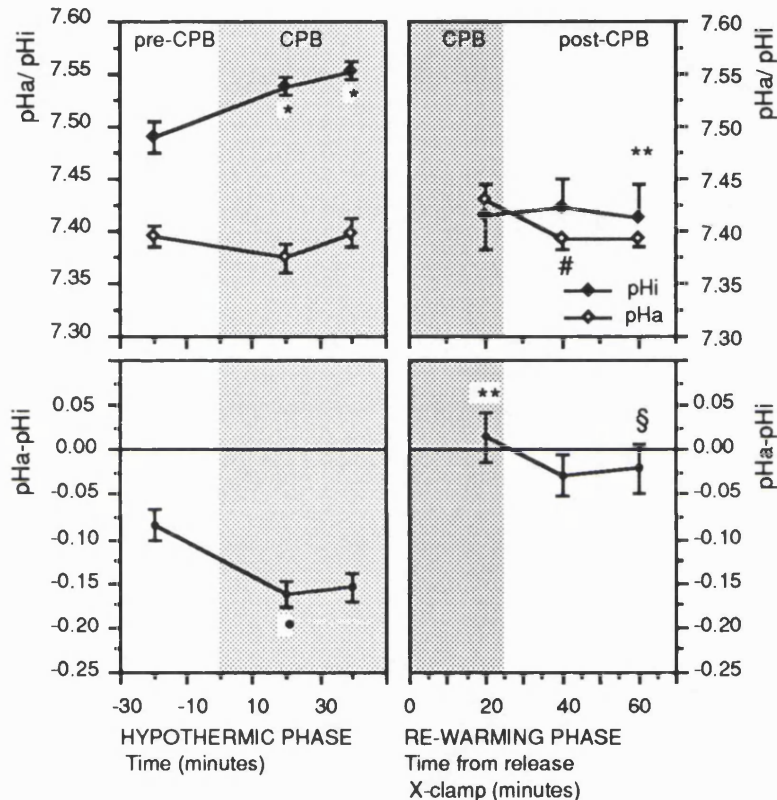 7.60
pre-CPB CPB
7.55
7.50
7.45
7.40
7.35
7.30
pHa/ pHi
* *
7.60
CPB post-CPB
7.55
7.50
**
7.45
7.40
#
7.35
pHi
pHa
7.30
pHa/ pHi
0.05
0.00
-0.05
-0.10
-0.15
-0.20
-0.25
pHa-pHi
**
§
0.05
0.00
-0.05
-0.10
-0.15
-0.20
-0.25
pHa-pHi
-30 -10 10 30
0 20 40 60
HYPOTHERMIC PHASE
Time (minutes)
RE-WARMING PHASE
Time from release
X-clamp (minutes)